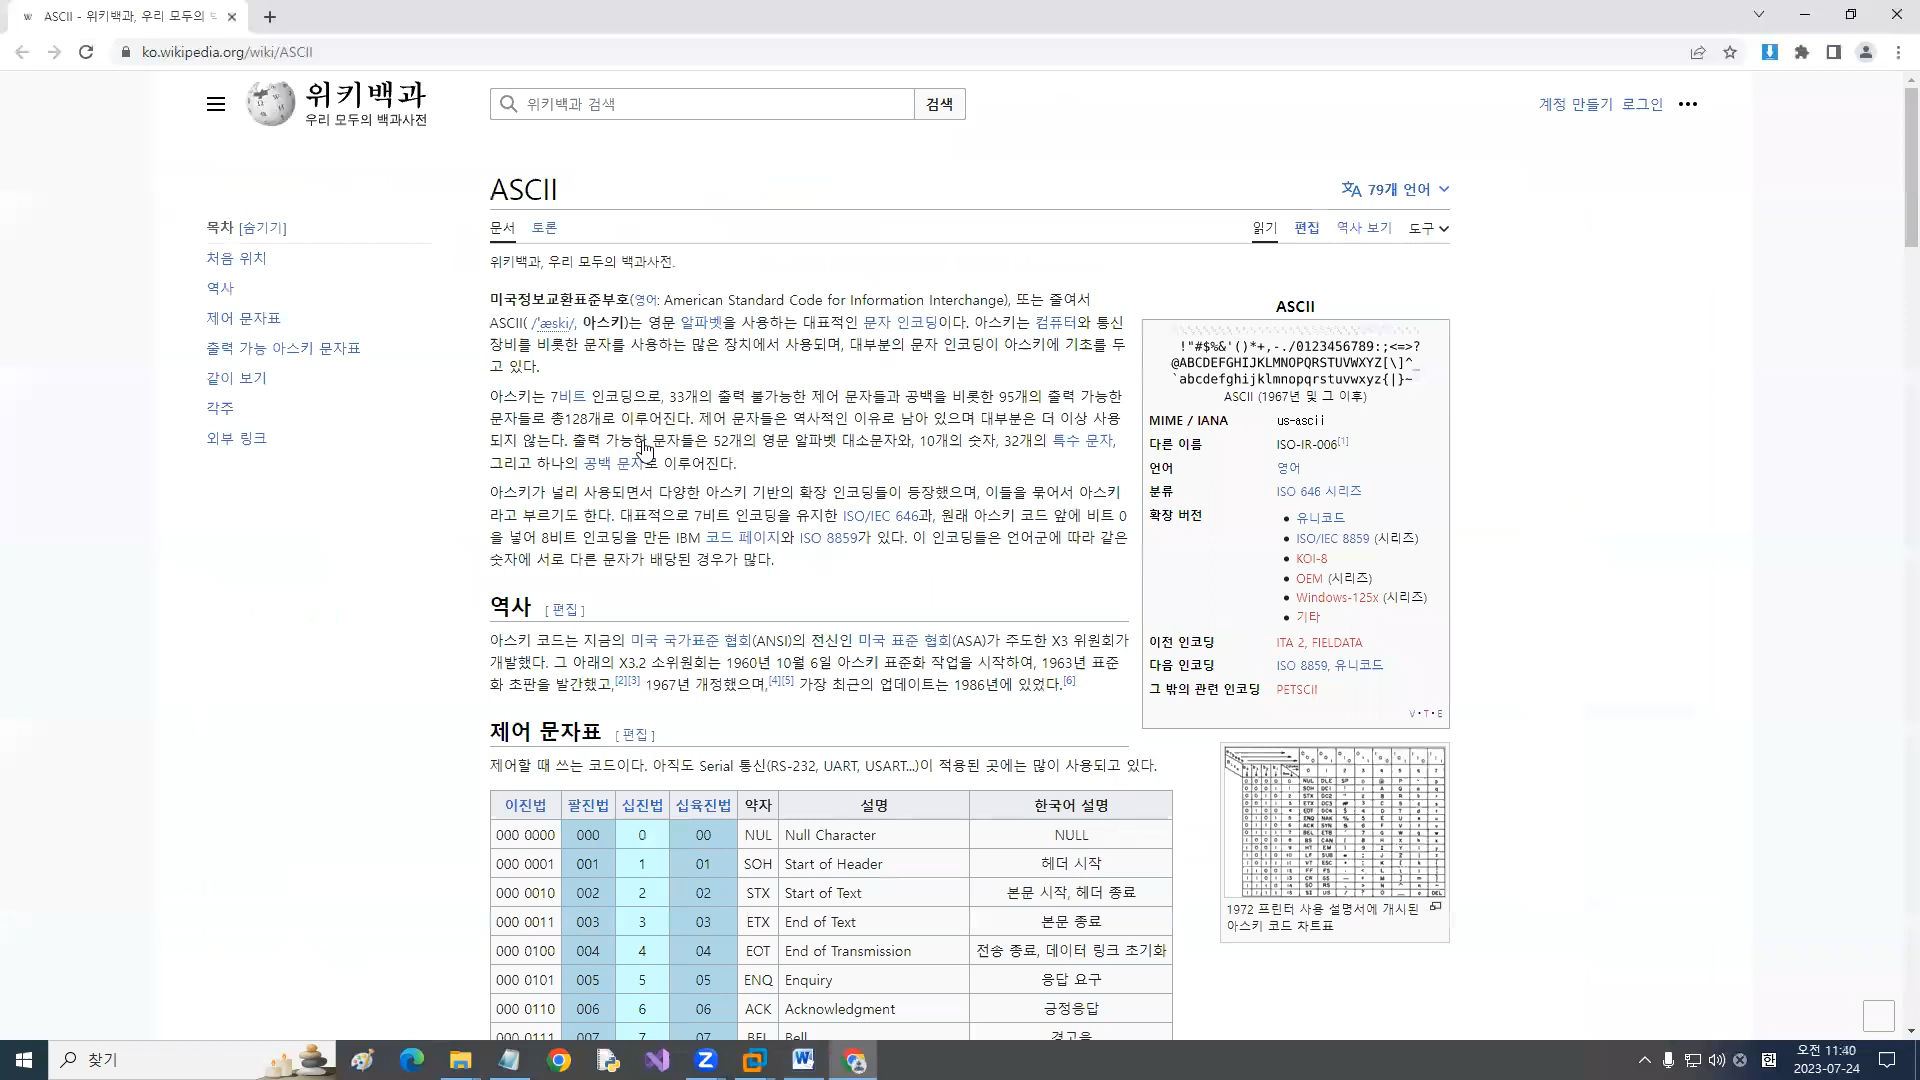 ASCII - 위키백과, 우리 모두의
ko.wikipedia.org/wiki/ASCII
위키백과
우리 모두의 백과사전
위키백과 검색
검색
계정 만들기 로그인
ASCII
79개 언어
목차 [숨기기]
처음 위치
역사
제어 문자표
출력 가능 아스키 문자표
같이 보기
각주
외부 링크
문서 토론
읽기 편집 역사 보기 도구
위키백과, 우리 모두의 백과사전.
미국정보교환표준부호(영어: American Standard Code for Information Interchange), 또는 줄여서
ASCII( /ˈæski/, 아스키)는 영문 알파벳을 사용하는 대표적인 문자 인코딩이다. 아스키는 컴퓨터와 통신
장비를 비롯한 문자를 사용하는 많은 장치에서 사용되며, 대부분의 문자 인코딩이 아스키에 기초를 두
고 있다.
아스키는 7비트 인코딩으로, 33개의 출력 불가능한 제어 문자들과 공백을 비롯한 95개의 출력 가능한
문자들로 총128개로 이루어진다. 제어 문자들은 역사적인 이유로 남아 있으며 대부분은 더 이상 사용
되지 않는다. 출력 가능한 문자들은 52개의 영문 알파벳 대소문자와, 10개의 숫자, 32개의 특수 문자,
그리고 하나의 공백 문자로 이루어진다.
아스키가 널리 사용되면서 다양한 아스키 기반의 확장 인코딩들이 등장했으며, 이들을 묶어서 아스키
라고 부르기도 한다. 대표적으로 7비트 인코딩을 유지한 ISO/IEC 646과, 원래 아스키 코드 앞에 비트 0
을 넣어 8비트 인코딩을 만든 IBM 코드 페이지와 ISO 8859가 있다. 이 인코딩들은 언어군에 따라 같은
숫자에 서로 다른 문자가 배당된 경우가 많다.
역사 [ 편집 ]
아스키 코드는 지금의 미국 국가표준 협회(ANSI)의 전신인 미국 표준 협회(ASA)가 주도한 X3 위원회가
개발했다. 그 아래의 X3.2 소위원회는 1960년 10월 6일 아스키 표준화 작업을 시작하여, 1963년 표준
화 초판을 발간했고,[2][3] 1967년 개정했으며,[4][5] 가장 최근의 업데이트는 1986년에 있었다.[6]
제어 문자표 [ 편집 ]
제어할 때 쓰는 코드이다. 아직도 Serial 통신(RS-232, UART, USART...)이 적용된 곳에는 많이 사용되고 있다.
이진법 팔진법 십진법 십육진법 약자 설명 한국어 설명
000 0000 000 0 00 NUL Null Character NULL
000 0001 001 1 01 SOH Start of Header 헤더 시작
000 0010 002 2 02 STX Start of Text 본문 시작, 헤더 종료
000 0011 003 3 03 ETX End of Text 본문 종료
000 0100 004 4 04 EOT End of Transmission 전송 종료, 데이터 링크 초기화
000 0101 005 5 05 ENQ Enquiry 응답 요구
000 0110 006 6 06 ACK Acknowledgment 긍정응답
000 0111 007 7 07 BEL Bell 경고음
ASCII
!"#$%&'()*+,-./0123456789:;<=>?
@ABCDEFGHIJKLMNOPQRSTUVWXYZ[\]^_
`abcdefghijklmnopqrstuvwxyz{|}~
ASCII (1967년 및 그 이후)
MIME / IANA us-ascii
다른 이름 ISO-IR-006[1]
언어 영어
분류 ISO 646 시리즈
확장 버전
유니코드
ISO/IEC 8859 (시리즈)
KOI-8
OEM (시리즈)
Windows-125x (시리즈)
기타
이전 인코딩 ITA 2, FIELDATA
다음 인코딩 ISO 8859, 유니코드
그 밖의 관련 인코딩 PETSCII
V·T·E
1972 프린터 사용 설명서에 개시된
아스키 코드 차트표
찾기
한
오전 11:40
2023-07-24